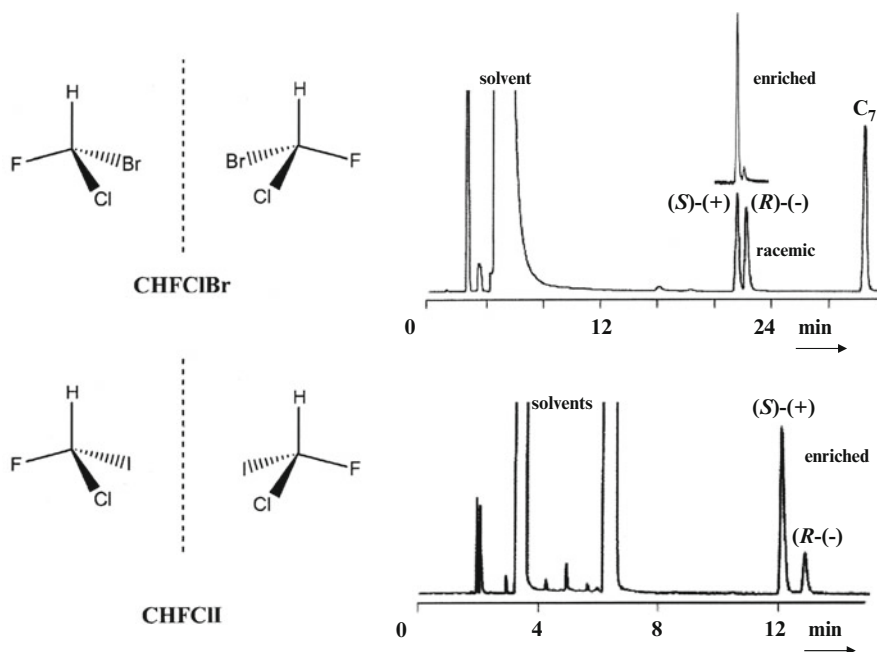 H
F
Br
Cl
H
Br
F
Cl
CHFClBr
solvent
enriched
C7
(S)-(+) (R)-(-)
racemic
0 12 24 min
H
F
I
Cl
H
I
F
Cl
CHFClI
solvents
(S)-(+)
enriched
(R-(-)
0 4 8 12 min